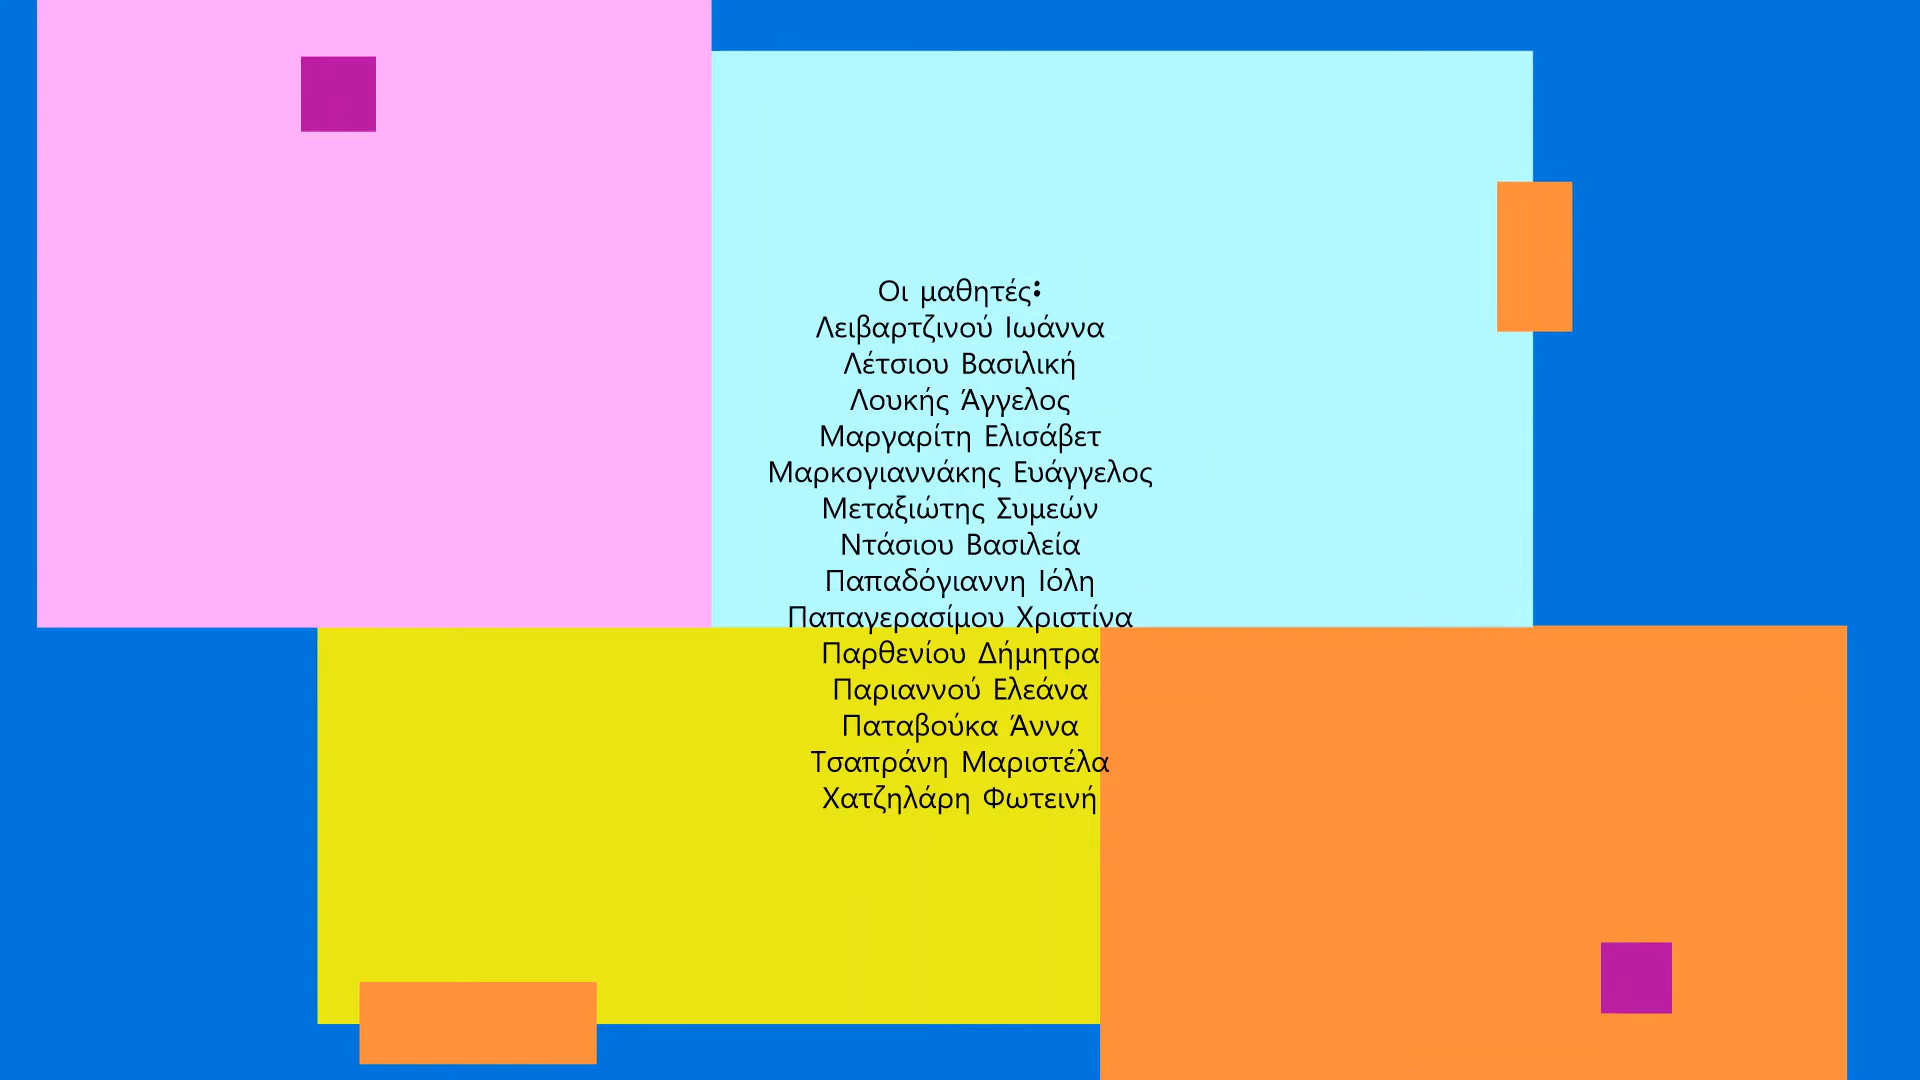 Οι μαθητές:
Λειβαρτζινού Ιωάννα
Λέτσιου Βασιλική
Λουκής Άγγελος
Μαργαρίτη Ελισάβετ
Μαρκογιαννάκης Ευάγγελος
Μεταξιώτης Συμεών
Ντάσιου Βασιλεία
Παπαδόγιαννη Ιόλη
Παπαγερασίμου Χριστίνα
Παρθενίου Δήμητρα
Παριαννού Ελεάνα
Παταβούκα Άννα
Τσαπράνη Μαριστέλα
Χατζηλάρη Φωτεινή